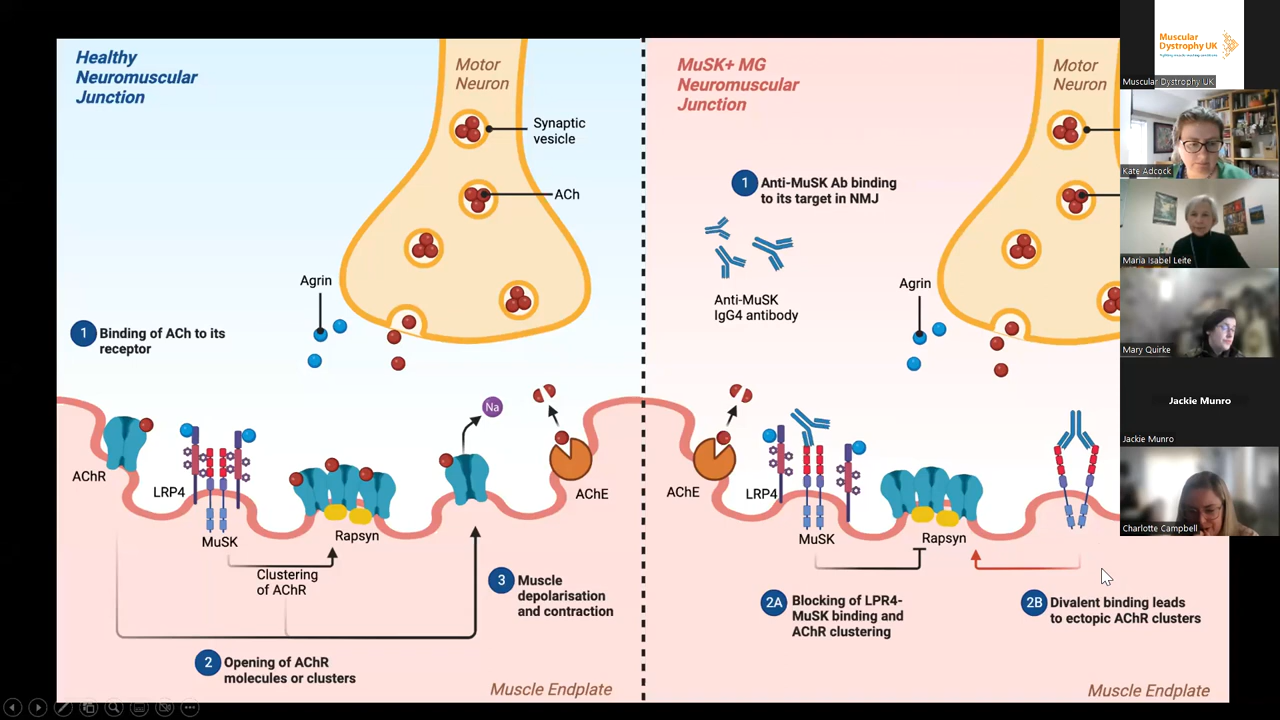 Healthy
Neuromuscular
Junction
Motor
Neuron
Synaptic
vesicle
ACh
Agrin
1
Binding of ACh to its
receptor
Na
AChR
LRP4
MuSK
Rapsyn
AChE
Clustering
of AChR
3
Muscle
depolarisation
and contraction
2
Opening of AChR
molecules or clusters
Muscle Endplate
MuSK+ MG
Neuromuscular
Junction
Motor
Neuron
1
Anti-MuSK Ab binding
to its target in NMJ
Anti-MuSK
IgG4 antibody
Agrin
AChE
LRP4
MuSK
Rapsyn
2A
Blocking of LPR4-
MuSK binding and
AChR clustering
2B
Divalent binding leads
to ectopic AChR clusters
Muscle Endplate
Muscular
Dystrophy UK
Muscular Dystrophy UK
Kate Adcock
Maria Isabel Leite
Mary Quirke
Jackie Munro
Jackie Munro
Charlotte Campbell